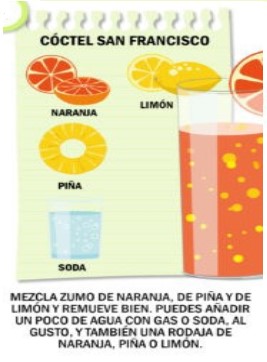 CÓCTEL SAN FRANCISCO
NARANJA
LIMÓN
PIÑA
SODA
MEZCLA ZUMO DE NARANJA, DE PIÑA Y DE
LIMÓN Y REMUEVE BIEN. PUEDES AÑADIR
UN POCO DE AGUA CON GAS O SODA, AL
GUSTO, Y TAMBIÉN UNA RODAJA DE
NARANJA, PIÑA O LIMÓN.